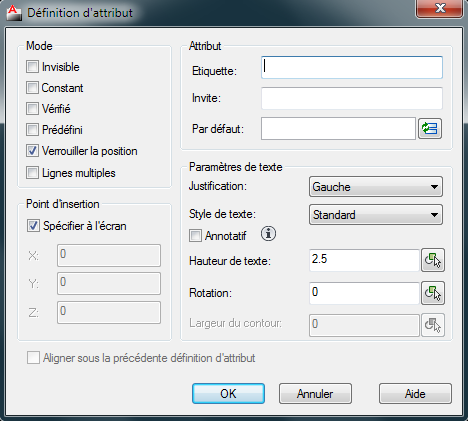 Définition d'attribut
Mode
Invisible
Constant
Vérifié
Prédéfini
Verrouiller la position
Lignes multiples
Point d'insertion
Spécifier à l'écran
X: 0
Y: 0
Z: 0
Attribut
Etiquette:
Invite:
Par défaut:
Paramètres de texte
Justification: Gauche
Style de texte: Standard
Annotatif
Hauteur de texte: 2.5
Rotation: 0
Largeur du contour: 0
Aligner sous la précédente définition d'attribut
OK Annuler Aide